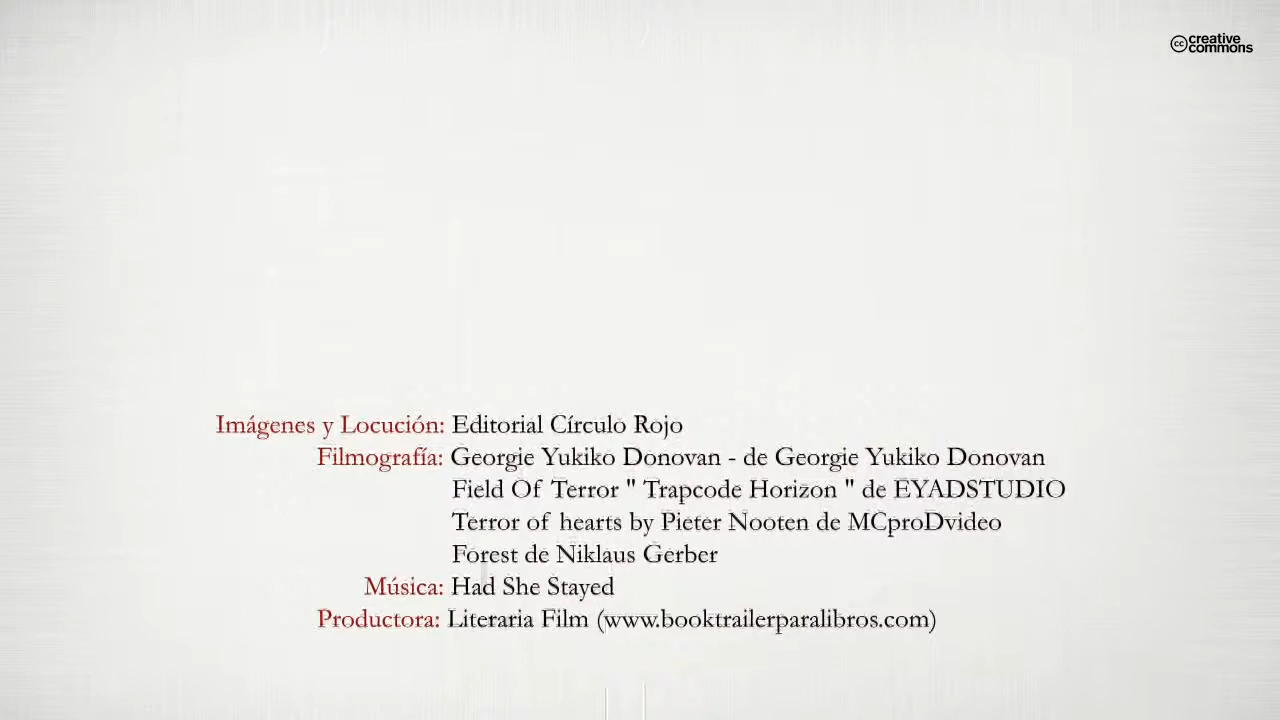 cc creative
commons
Imágenes y Locución: Editorial Círculo Rojo
Filmografía: Georgie Yukiko Donovan - de Georgie Yukiko Donovan
Field Of Terror " Trapcode Horizon " de EYADSTUDIO
Terror of hearts by Pieter Nooten de MCproDvideo
Forest de Niklaus Gerber
Música: Had She Stayed
Productora: Literaria Film (www.booktrailerparalibros.com)